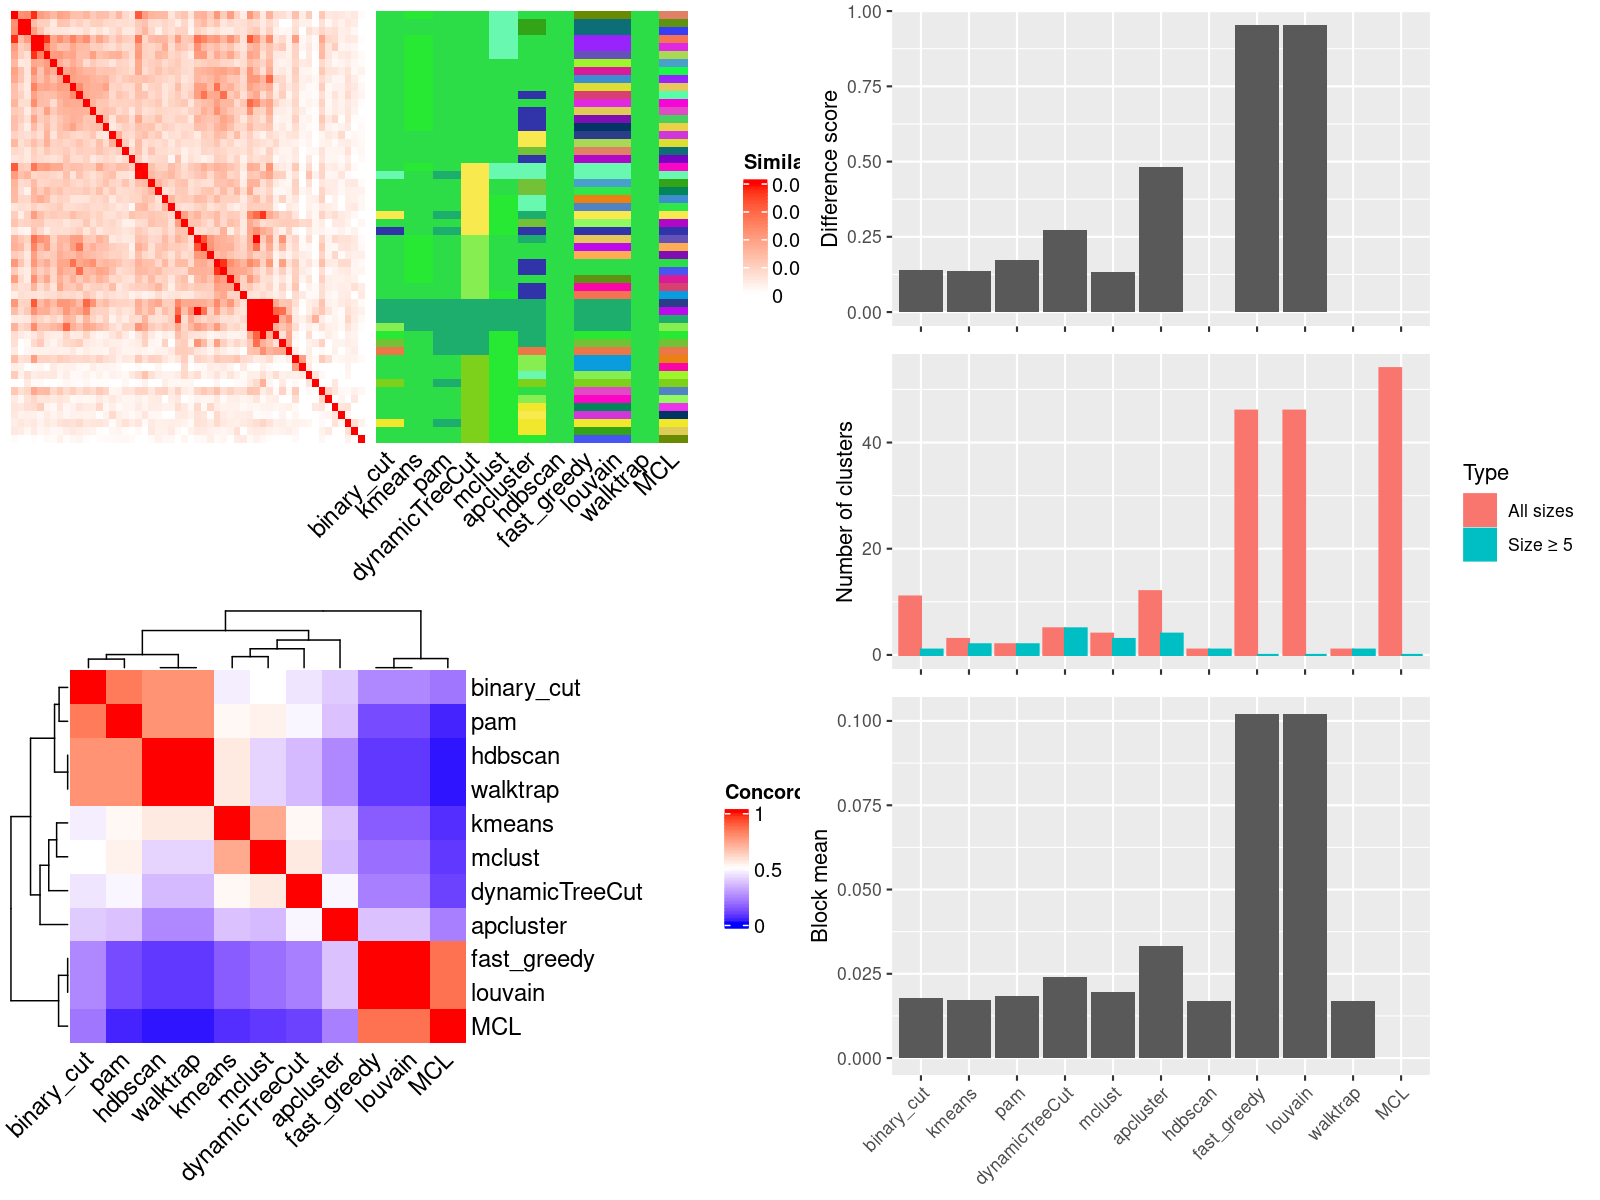 Simila
0.0
0.0
0.0
0.0
0
binary_cut
kmeans
pam
dynamicTreeCut
mclust
apcluster
hdbscan
fast_greedy
louvain
walktrap
MCL
binary_cut
pam
hdbscan
walktrap
kmeans
mclust
dynamicTreeCut
apcluster
fast_greedy
louvain
MCL
binary_cut
pam
hdbscan
walktrap
kmeans
mclust
dynamicTreeCut
apcluster
fast_greedy
louvain
MCL
Concor
1
0.5
0
Difference score
1.00
0.75
0.50
0.25
0.00
Number of clusters
40
20
0
Type
All sizes
Size ≥ 5
Block mean
0.100
0.075
0.050
0.025
0.000
binary_cut
kmeans
pam
dynamicTreeCut
mclust
apcluster
hdbscan
fast_greedy
louvain
walktrap
MCL